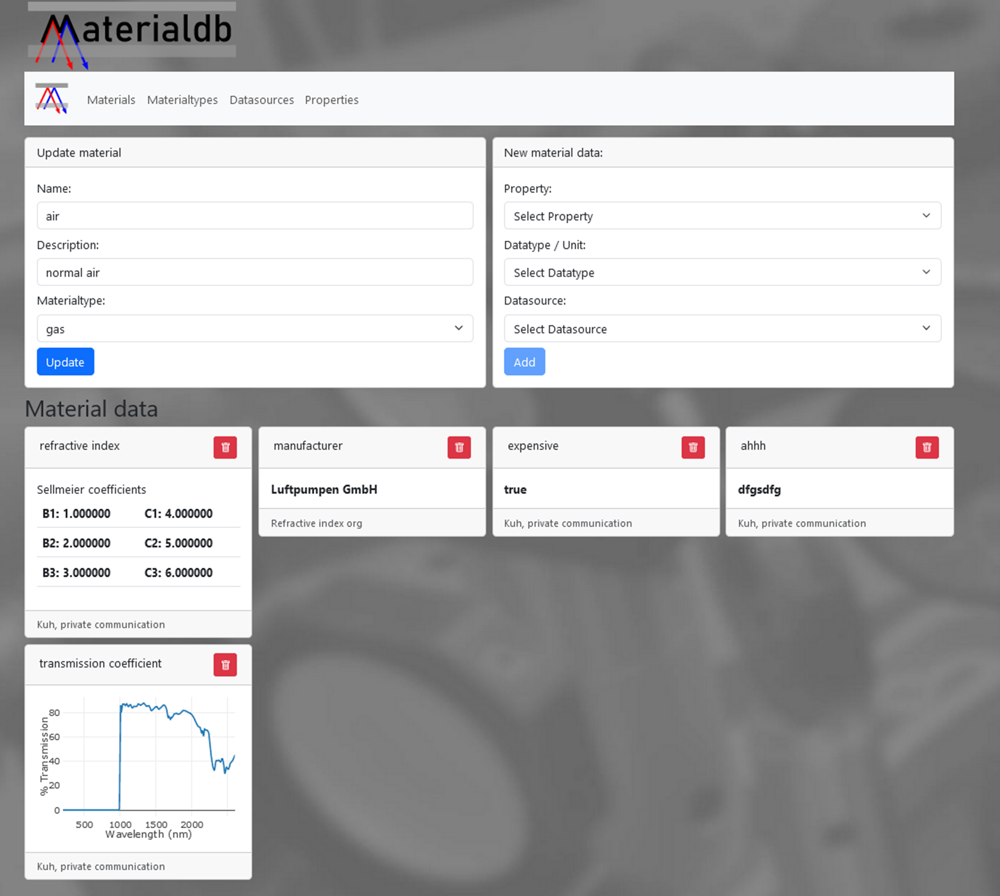 Materialdb
Materials Materialtypes Datasources Properties
Update material
Name:
air
Description:
normal air
Materialtype:
gas
Update
New material data:
Property:
Select Property
Datatype / Unit:
Select Datatype
Datasource:
Select Datasource
Add
Material data
refractive index
Sellmeier coefficients
B1: 1.000000 C1: 4.000000
B2: 2.000000 C2: 5.000000
B3: 3.000000 C3: 6.000000
Kuh, private communication
manufacturer
Luftpumpen GmbH
Refractive index org
expensive
true
Kuh, private communication
ahhh
dfgsdfg
Kuh, private communication
transmission coefficient
% Transmission
80
60
40
20
0
500 1000 1500 2000
Wavelength (nm)
Kuh, private communication